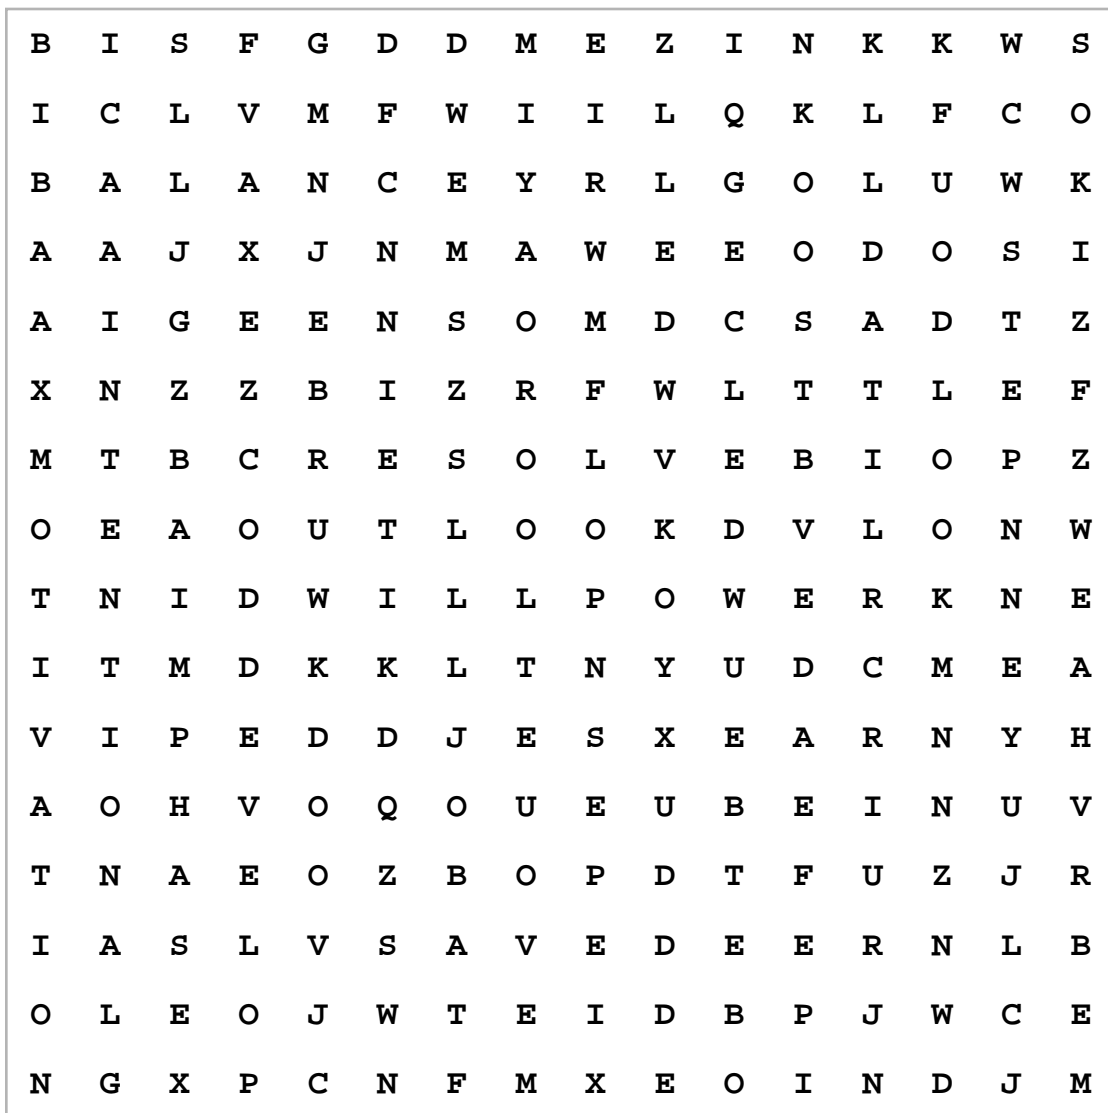 B I S F G D D M E Z I N K K W S
I C L V M F W I I L Q K L F C O
B A L A N C E Y R L G O L U W K
A A J X J N M A W E E O D O S I
A I G E E N S O M D C S A D T Z
X N Z Z B I Z R F W L T T L E F
M T B C R E S O L V E B I O P Z
O E A O U T L O O K D V L O N W
T N I D W I L L P O W E R K N E
I T M D K K L T N Y U D C M E A
V I P E D D J E S X E A R N Y H
A O H V O Q O U E U B E I N U V
T N A E O Z B O P D T F U Z J R
I A S L V S A V E D E E R N L B
O L E O J W T E I D B P J W C E
N G X P C N F M X E O I N D J M